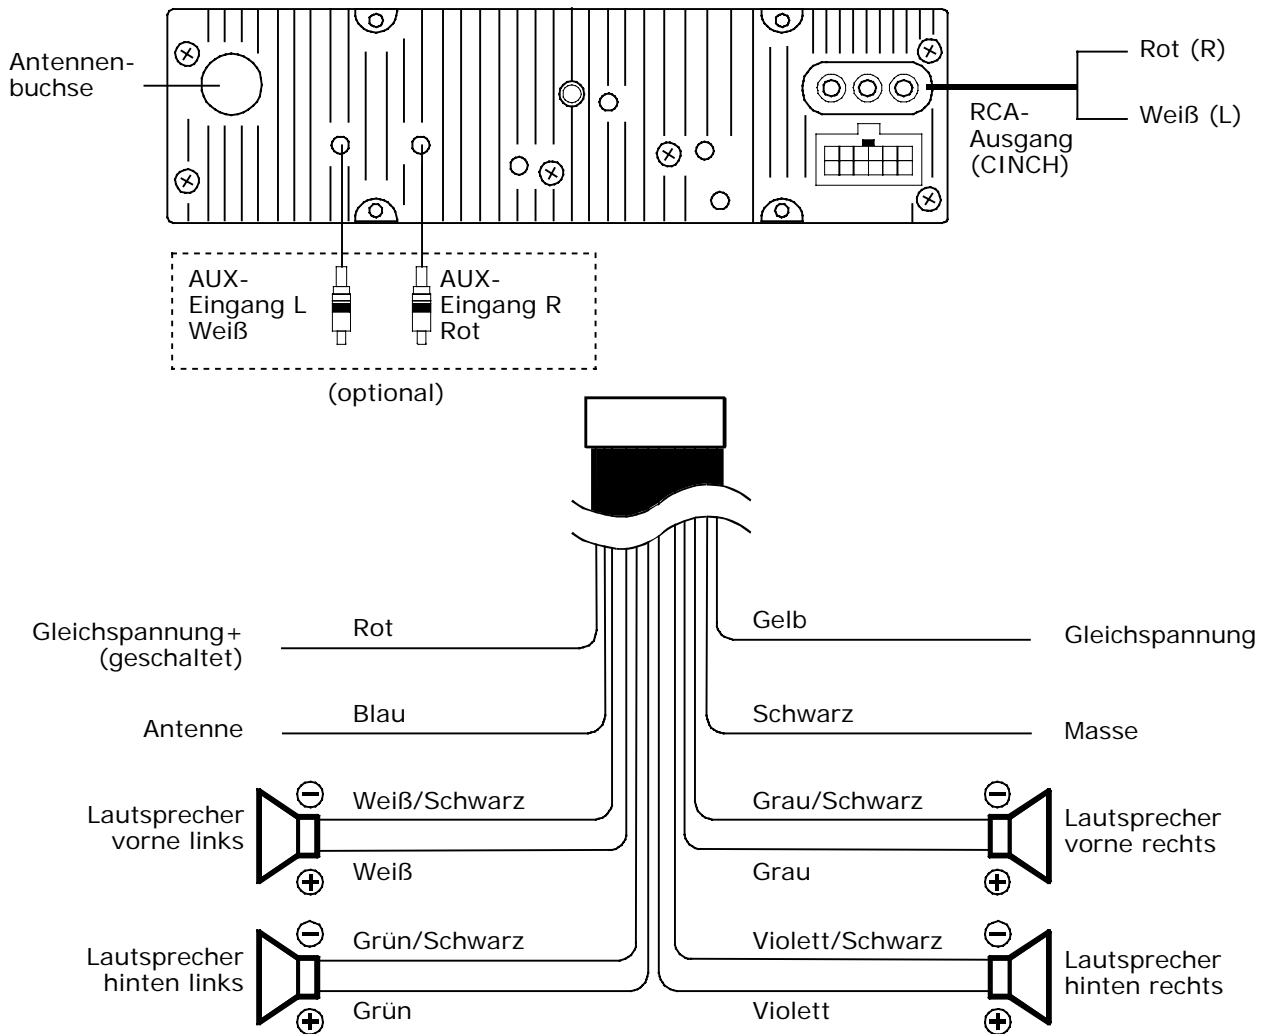 Antennen-
buchse
Rot (R)
Weiß (L)
RCA-
Ausgang
(CINCH)
AUX-
Eingang L
Weiß
AUX-
Eingang R
Rot
(optional)
Gleichspannung+
(geschaltet)
Rot
Gelb
Gleichspannung
Antenne
Blau
Schwarz
Masse
Lautsprecher
vorne links
Weiß/Schwarz
Weiß
Grau/Schwarz
Grau
Lautsprecher
vorne rechts
Lautsprecher
hinten links
Grün/Schwarz
Grün
Violett/Schwarz
Violett
Lautsprecher
hinten rechts